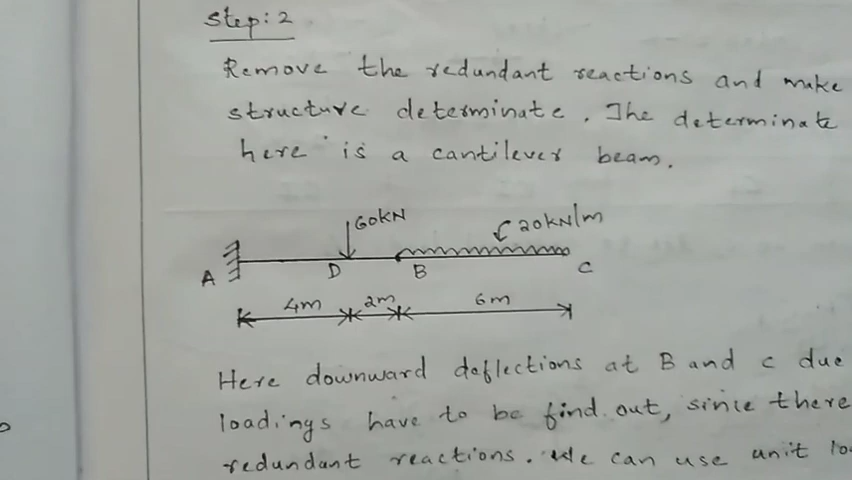 Step: 2
Remove the redundant reactions and make
structure determinate. The determinate
here is a cantilever beam.
60KN
20KN/m
A D B C
4m 2m 6m
Here downward deflections at B and c due
loadings have to be find out, since there
redundant reactions. We can use unit lo